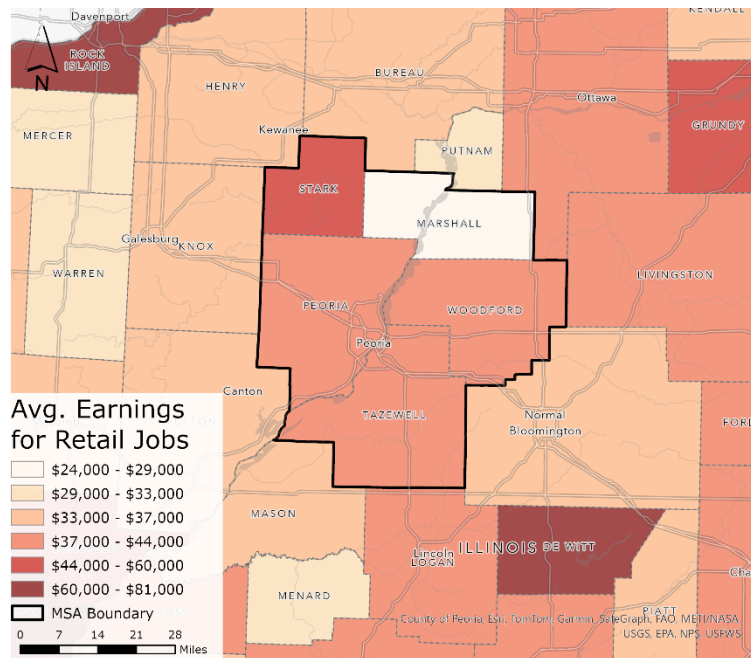 Davenport
KENDALL
ROCK
ISLAND
N
HENRY
BUREAU
Ottawa
MERCER
Kewanee
GRUNDY
PUTNAM
STARK
MARSHALL
Galesburg
KNOX
WARREN
LIVINGSTON
PEORIA
WOODFORD
Peoria
Canton
TAZEWELL
Normal
Bloomington
FORD
Avg. Earnings
for Retail Jobs
$24,000 - $29,000
$29,000 - $33,000
$33,000 - $37,000
$37,000 - $44,000
$44,000 - $60,000
$60,000 - $81,000
MSA Boundary
0 7 14 21 28
Miles
MASON
Lincoln
LOGAN
ILLINOIS
DE WITT
MENARD
PIATT
Cha
County of Peoria, Esri, TomTom, Garmin, SafeGraph, FAO, METI/NASA,
USGS, EPA, NPS, USFWS